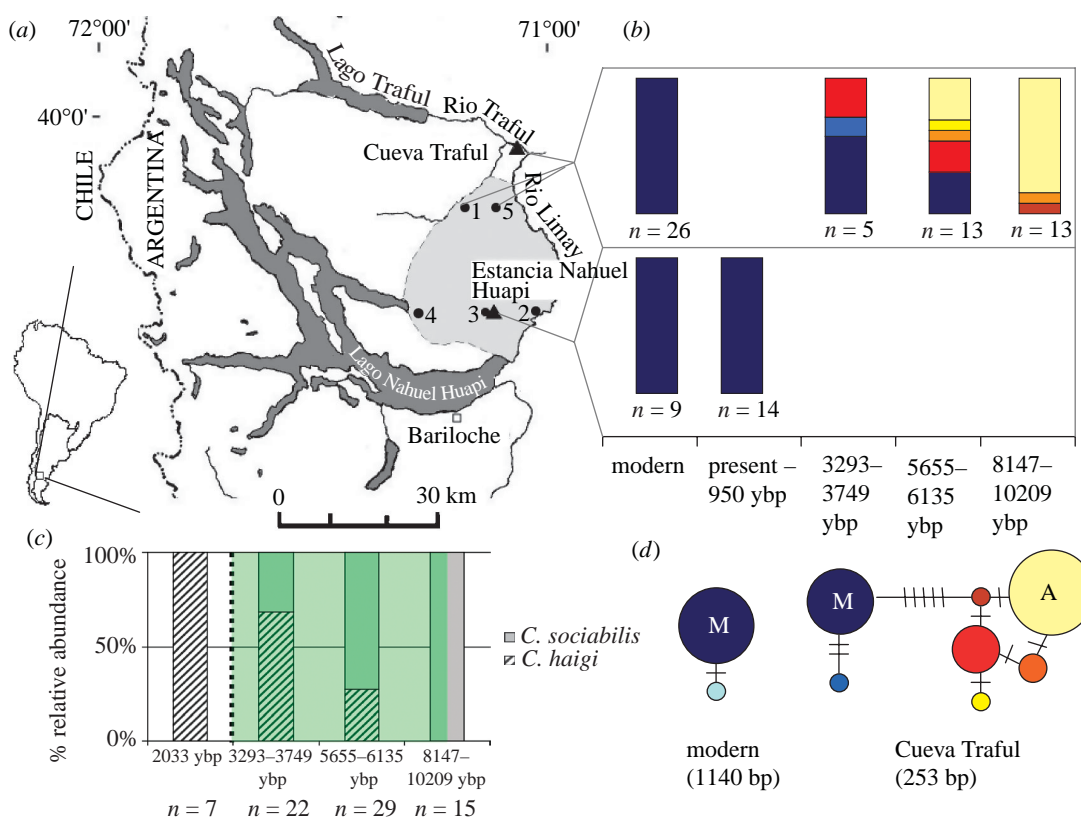 (a)
72°00'
71°00'
40°0'
Lago Traful
Rio Traful
Cueva Traful
Rio Limay
CHILE
ARGENTINA
1
5
Estancia Nahuel
Huapi
4
3
2
Lago Nahuel Huapi
Bariloche
0
30 km
(b)
n = 26
n = 5
n = 13
n = 13
n = 9
n = 14
modern
present –
950 ybp
3293–
3749
ybp
5655–
6135
ybp
8147–
10209
ybp
(c)
% relative abundance
100%
50%
0%
C. sociabilis
C. haigi
2033 ybp
3293–3749
ybp
5655–6135
ybp
8147–
10209 ybp
n = 7
n = 22
n = 29
n = 15
(d)
M
M
A
modern
(1140 bp)
Cueva Traful
(253 bp)